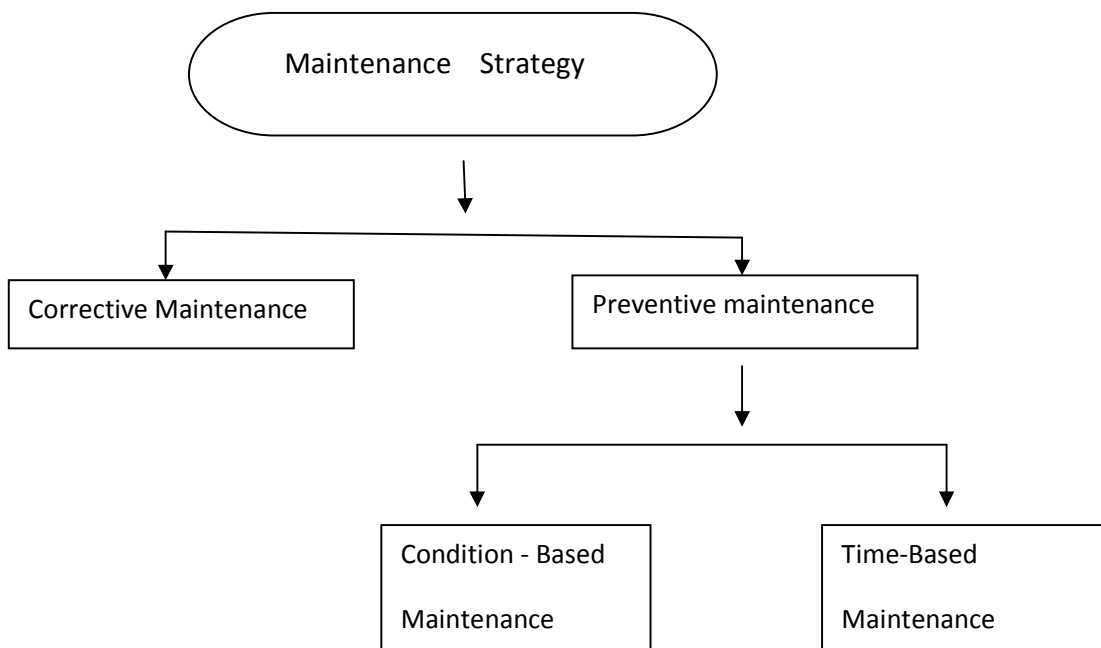 Maintenance Strategy
Corrective Maintenance
Preventive maintenance
Condition - Based
Maintenance
Time-Based
Maintenance